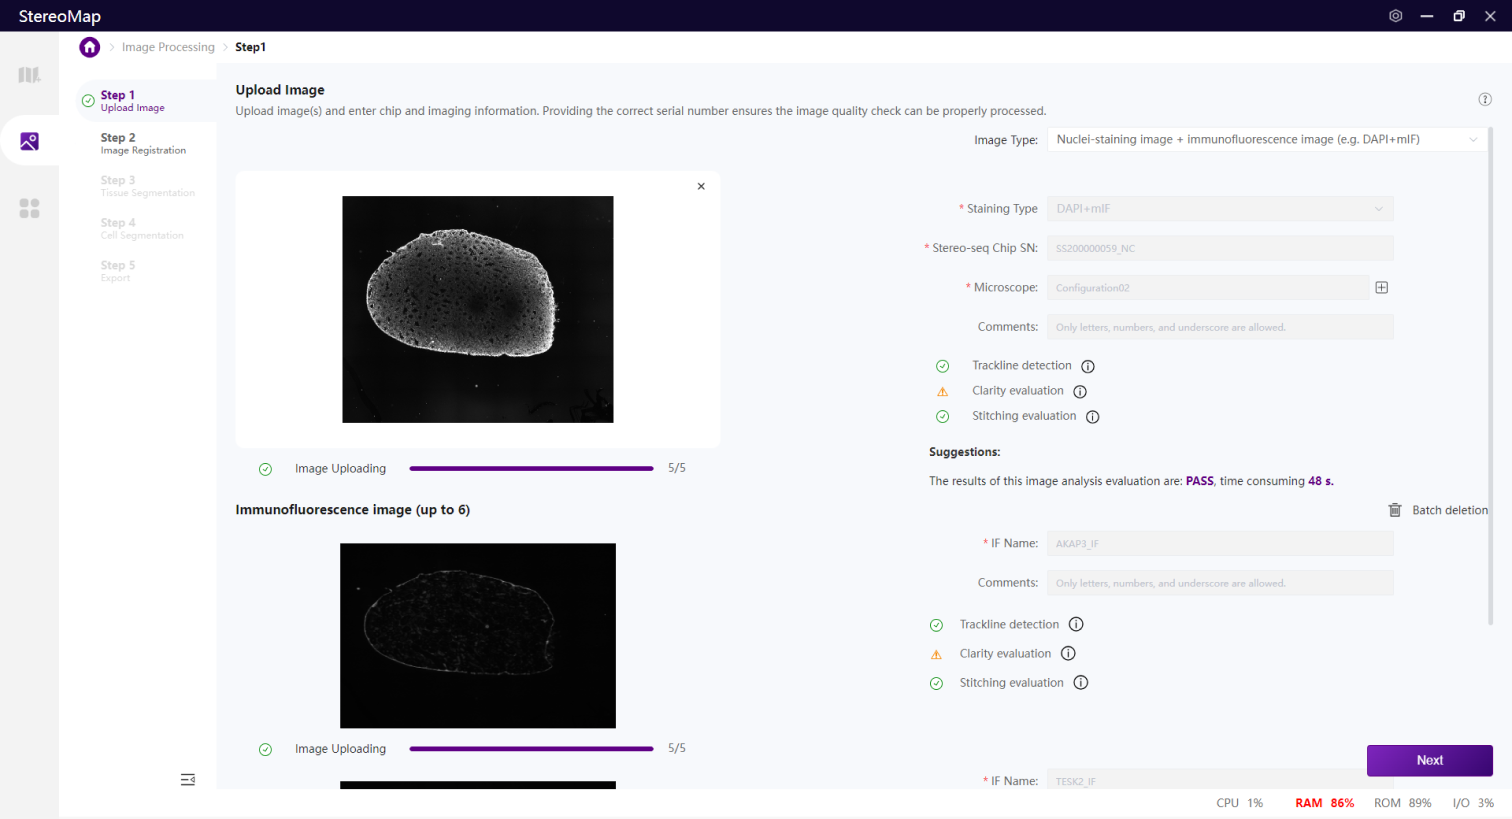 StereoMap
Image Processing
Step1
Step 1
Upload Image
Step 2
Image Registration
Step 3
Tissue Segmentation
Step 4
Cell Segmentation
Step 5
Export
Upload Image
Upload image(s) and enter chip and imaging information. Providing the correct serial number ensures the image quality check can be properly processed.
Image Type: Nuclei-staining image + immunofluorescence image (e.g. DAPI+mIF)
* Staining Type DAPI+mIF
* Stereo-seq Chip SN: SS200000059_NC
* Microscope: Configuration02
Comments: Only letters, numbers, and underscore are allowed.
Trackline detection
Clarity evaluation
Stitching evaluation
Suggestions:
The results of this image analysis evaluation are: PASS, time consuming 48 s.
Image Uploading 5/5
Immunofluorescence image (up to 6)
Batch deletion
* IF Name: AKAP3_IF
Comments: Only letters, numbers, and underscore are allowed.
Trackline detection
Clarity evaluation
Stitching evaluation
Image Uploading 5/5
Next
* IF Name: TESK2_IF
CPU 1% RAM 86% ROM 89% I/O 3%